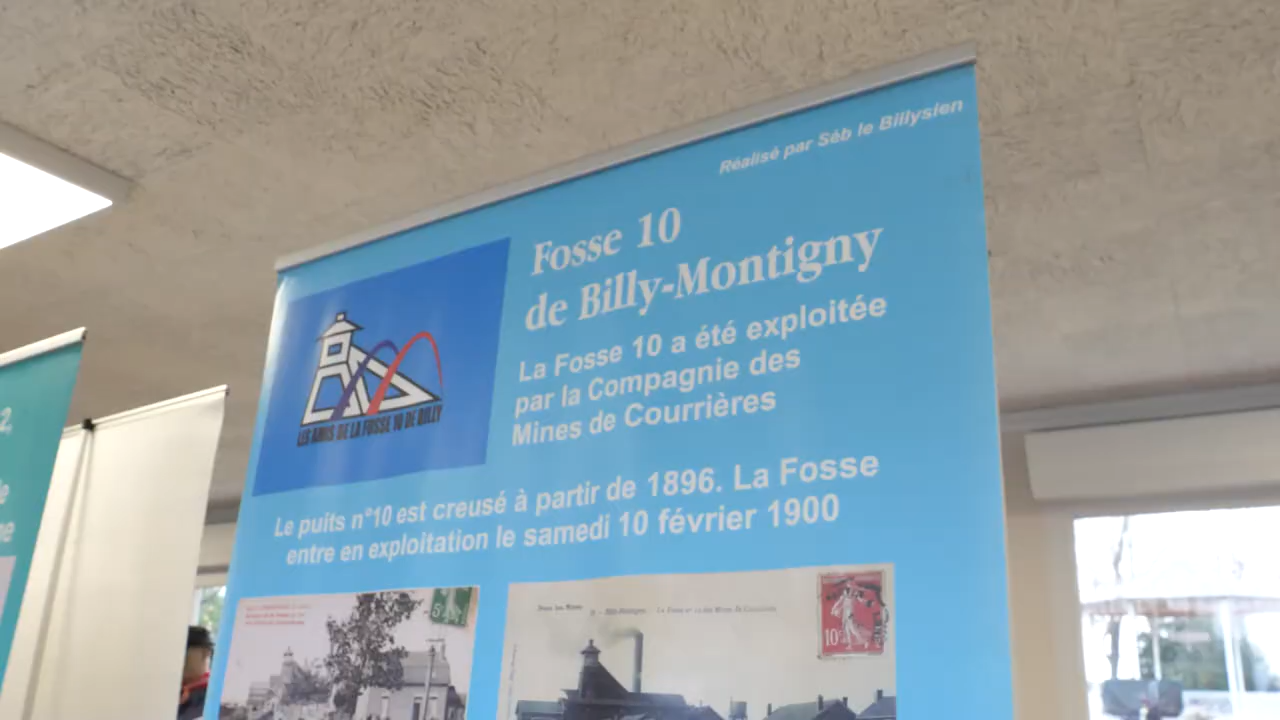 Réalisé par Séb le Billysien
Fosse 10
de Billy-Montigny
La Fosse 10 a été exploitée
par la Compagnie des
Mines de Courrières
LES AMIS DE LA FOSSE 10 DE BILLY
Le puits n°10 est creusé à partir de 1896. La Fosse
entre en exploitation le samedi 10 février 1900
2,
10c